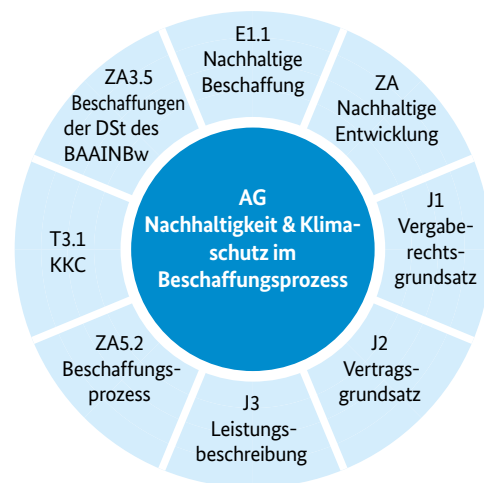 E1.1
Nachhaltige
Beschaffung
ZA
Nachhaltige
Entwicklung
J1
Vergabe-
rechts-
grundsatz
J2
Vertrags-
grundsatz
J3
Leistungs-
beschreibung
ZA5.2
Beschaffungs-
prozess
T3.1
KKC
ZA3.5
Beschaffungen
der DSt des
BAAINBw
AG
Nachhaltigkeit & Klima-
schutz im
Beschaffungsprozess